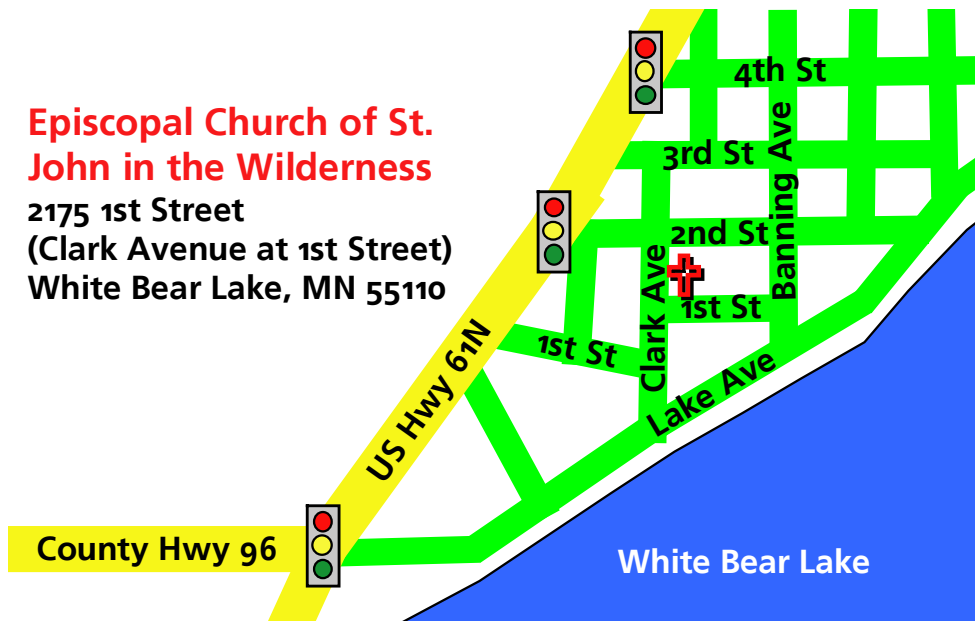 Episcopal Church of St.
John in the Wilderness
2175 1st Street
(Clark Avenue at 1st Street)
White Bear Lake, MN 55110
4th St
3rd St
Banning Ave
2nd St
Clark Ave
1st St
1st St
US Hwy 61N
Lake Ave
County Hwy 96
White Bear Lake